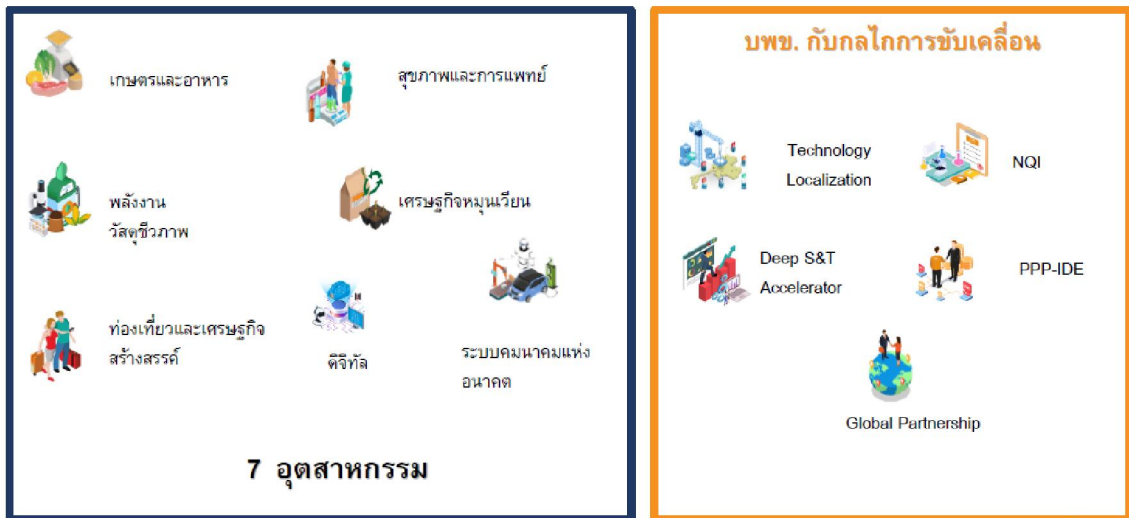 เกษตรและอาหาร
สุขภาพและการแพทย์
พลังงาน
วัสดุชีวภาพ
เศรษฐกิจหมุนเวียน
ท่องเที่ยวและเศรษฐกิจ
สร้างสรรค์
ดิจิทัล
ระบบคมนาคมแห่ง
อนาคต
7 อุตสาหกรรม
บพข. กับกลไกการขับเคลื่อน
Technology
Localization
NQI
Deep S&T
Accelerator
PPP-IDE
Global Partnership